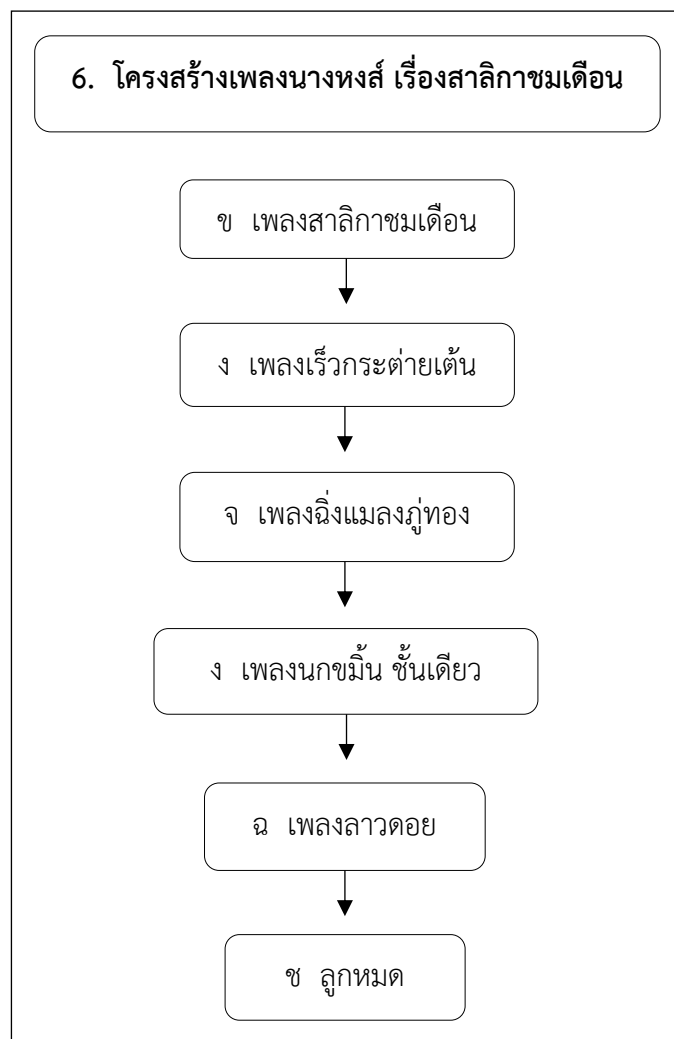 6. โครงสร้างเพลงนางหงส์ เรื่องสาลิกาชมเดือน
ข เพลงสาลิกาชมเดือน
ง เพลงเร็วกระต่ายเต้น
จ เพลงฉิ่งแมลงภู่ทอง
ง เพลงนกขมิ้น ชั้นเดียว
ฉ เพลงลาวดอย
ช ลูกหมด